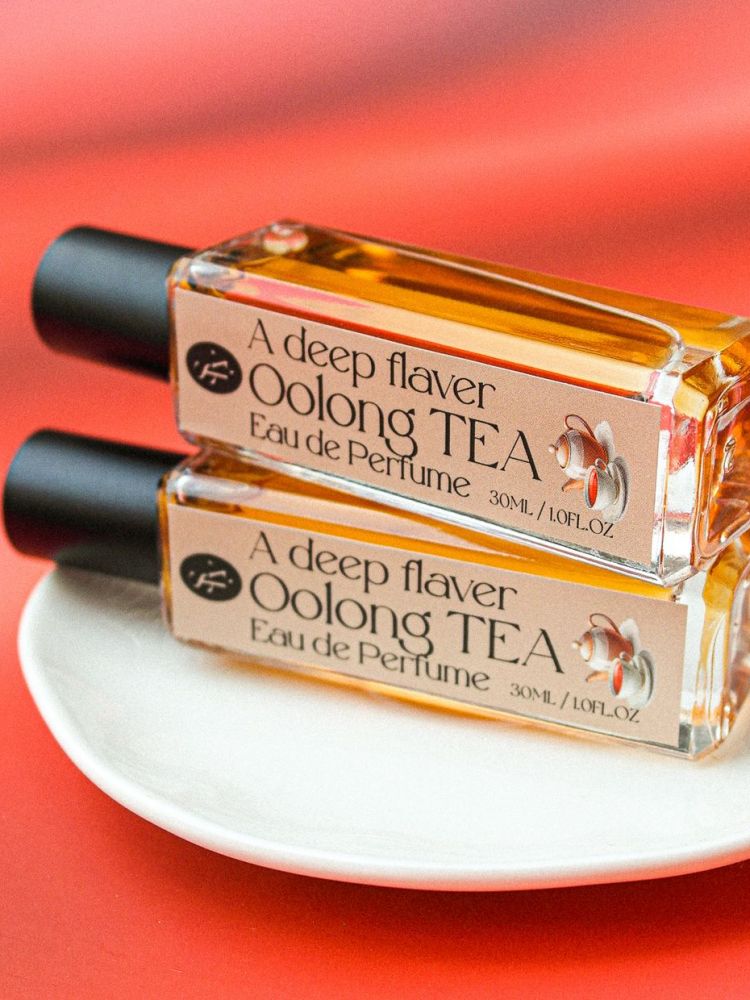 A deep flaver
Oolong TEA
Eau de Perfume
30ML / 1.0FL.OZ
A deep flaver
Oolong TEA
Eau de Perfume
30ML / 1.0FL.OZ